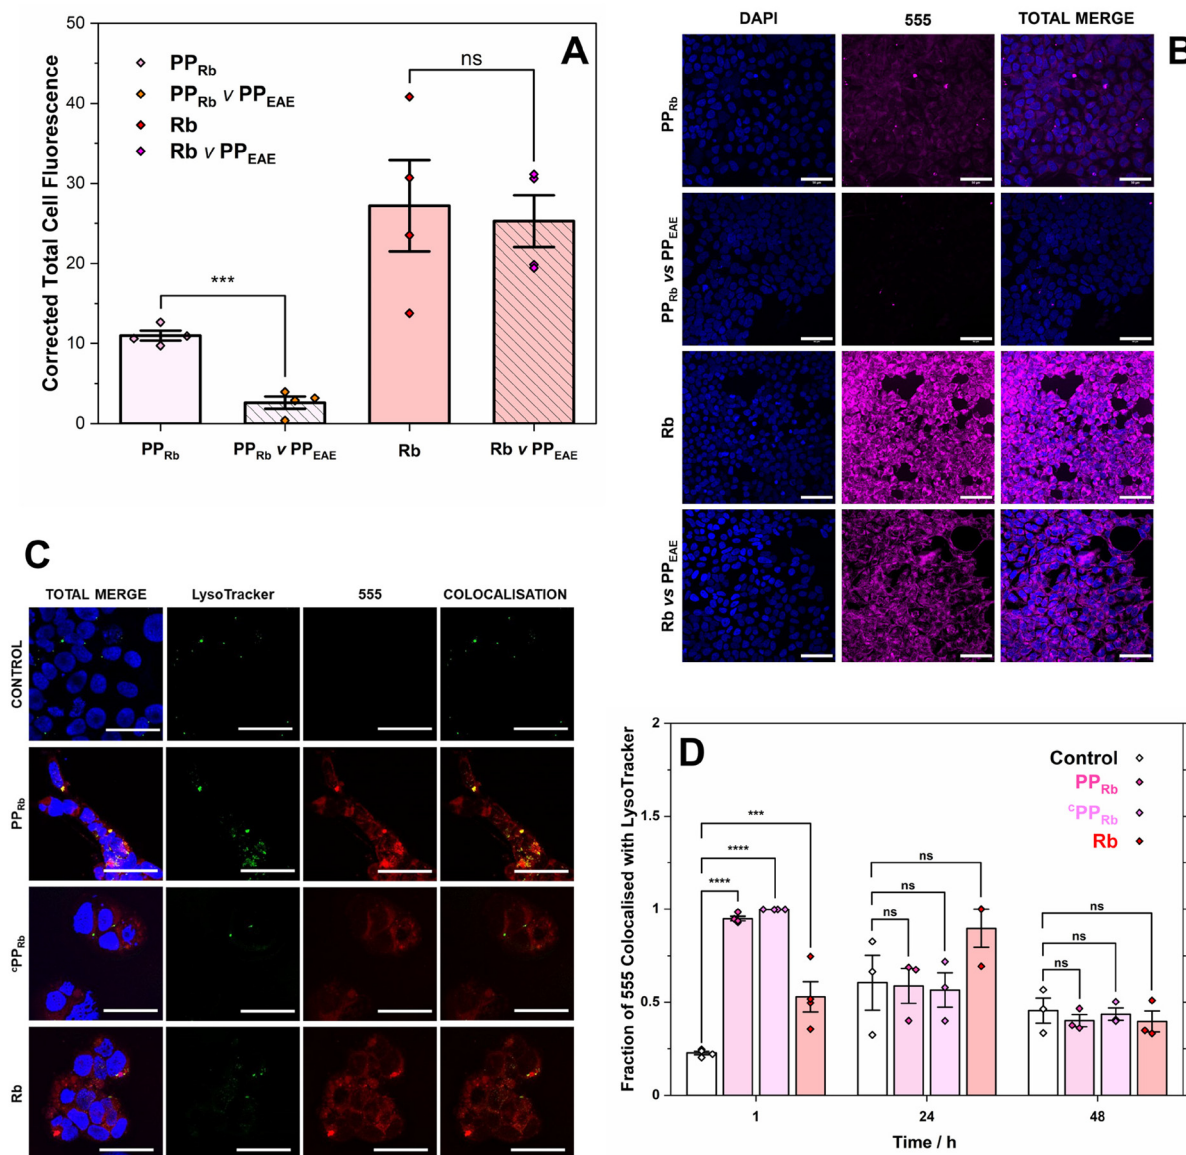 A
50
40
30
20
10
0
Corrected Total Cell Fluorescence
PPRb
PPRb v PPEAE
Rb
Rb v PPEAE
***
ns
PPRb
PPRb v PPEAE
Rb
Rb v PPEAE
B
DAPI
555
TOTAL MERGE
PPRb
PPRb vs PPEAE
Rb
Rb vs PPEAE
C
TOTAL MERGE
LysoTracker
555
COLOCALISATION
CONTROL
PPRb
cPPRb
Rb
D
2
1.5
1
0.5
0
Fraction of 555 Colocalised with LysoTracker
Control
PPRb
cPPRb
Rb
***
****
****
ns
ns
ns
ns
ns
ns
1
24
48
Time / h